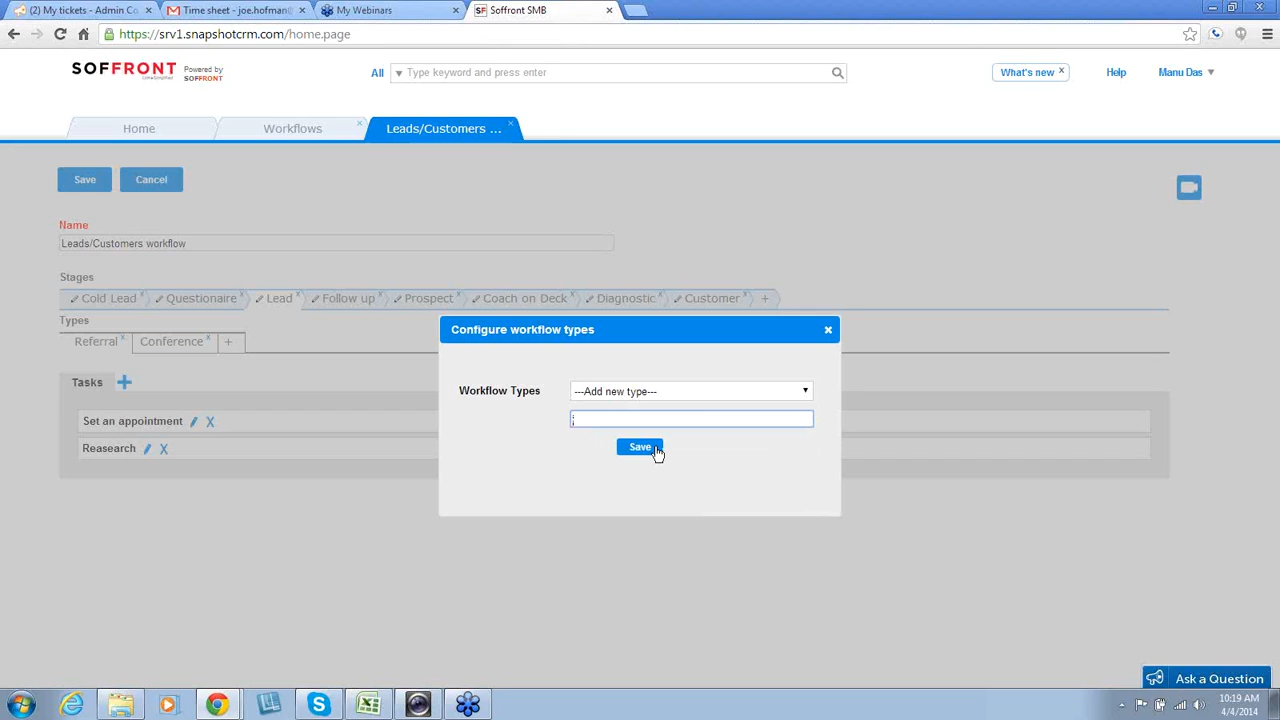 (2) My tickets - Admin Co
Time sheet - joe.hofman@
My Webinars
Soffront SMB
https://srv1.snapshotcrm.com/home.page
SOFFRONT
Powered by
SOFFRONT
All
Type keyword and press enter
What's new x
Help
Manu Das
Home
Workflows
Leads/Customers ...
Save
Cancel
Name
Leads/Customers workflow
Stages
Cold Lead
Questionaire
Lead
Follow up
Prospect
Coach on Deck
Diagnostic
Customer
+
Types
Referral
Conference
+
Configure workflow types
Workflow Types
---Add new type---
Save
Tasks
Set an appointment
Reasearch
Ask a Question
10:19 AM
4/4/2014